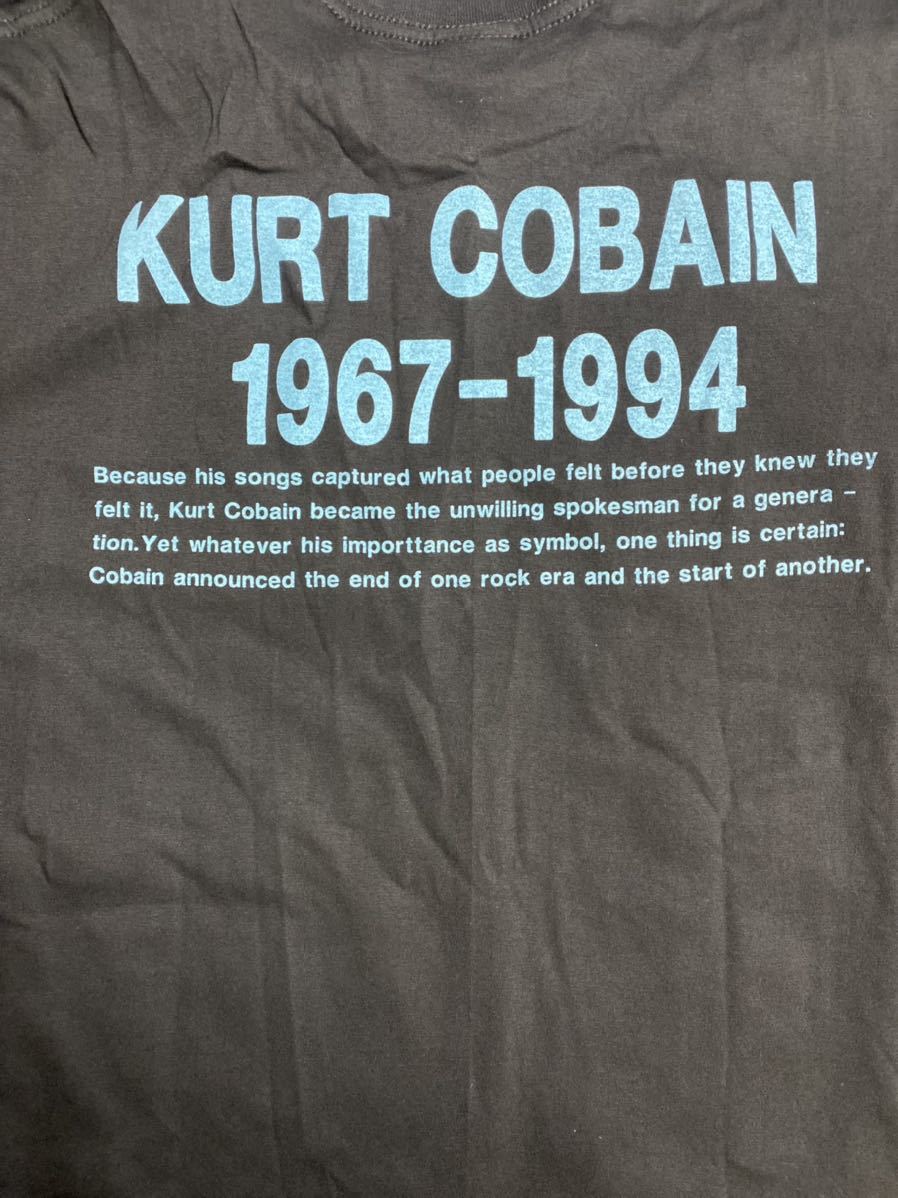 KURT COBAIN
1967-1994
Because his songs captured what people felt before they knew they
felt it, Kurt Cobain became the unwilling spokesman for a genera -
tion.Yet whatever his importtance as symbol, one thing is certain:
Cobain announced the end of one rock era and the start of another.